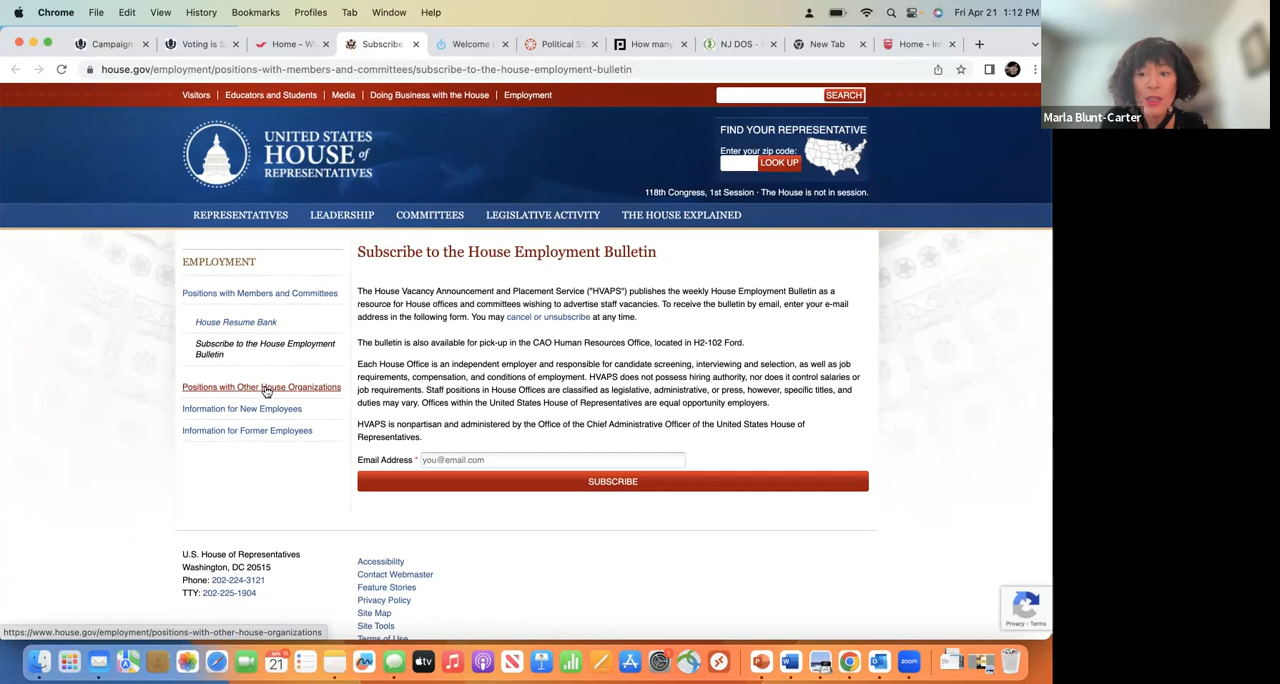 Chrome File Edit View History Bookmarks Profiles Tab Window Help
Fri Apr 21 1:12 PM
Campaign
Voting is S
Home - W
Subscribe
Welcome
Political S
How many
NJ DOS -
New Tab
Home - In
house.gov/employment/positions-with-members-and-committees/subscribe-to-the-house-employment-bulletin
Marla Blunt-Carter
Visitors | Educators and Students | Media | Doing Business with the House | Employment
SEARCH
UNITED STATES
HOUSE of
REPRESENTATIVES
FIND YOUR REPRESENTATIVE
Enter your zip code:
LOOK UP
118th Congress, 1st Session · The House is not in session.
REPRESENTATIVES LEADERSHIP COMMITTEES LEGISLATIVE ACTIVITY THE HOUSE EXPLAINED
EMPLOYMENT
Positions with Members and Committees
House Resume Bank
Subscribe to the House Employment
Bulletin
Positions with Other House Organizations
Information for New Employees
Information for Former Employees
Subscribe to the House Employment Bulletin
The House Vacancy Announcement and Placement Service ("HVAPS") publishes the weekly House Employment Bulletin as a
resource for House offices and committees wishing to advertise staff vacancies. To receive the bulletin by email, enter your e-mail
address in the following form. You may cancel or unsubscribe at any time.
The bulletin is also available for pick-up in the CAO Human Resources Office, located in H2-102 Ford.
Each House Office is an independent employer and responsible for candidate screening, interviewing and selection, as well as job
requirements, compensation, and conditions of employment. HVAPS does not possess hiring authority, nor does it control salaries or
job requirements. Staff positions in House Offices are classified as legislative, administrative, or press, however, specific titles, and
duties may vary. Offices within the United States House of Representatives are equal opportunity employers.
HVAPS is nonpartisan and administered by the Office of the Chief Administrative Officer of the United States House of
Representatives.
Email Address * you@email.com
SUBSCRIBE
U.S. House of Representatives
Washington, DC 20515
Phone: 202-224-3121
TTY: 202-225-1904
Accessibility
Contact Webmaster
Feature Stories
Privacy Policy
Site Map
Site Tools
Terms of Use
Privacy - Terms
https://www.house.gov/employment/positions-with-other-house-organizations
21
tv
zoom